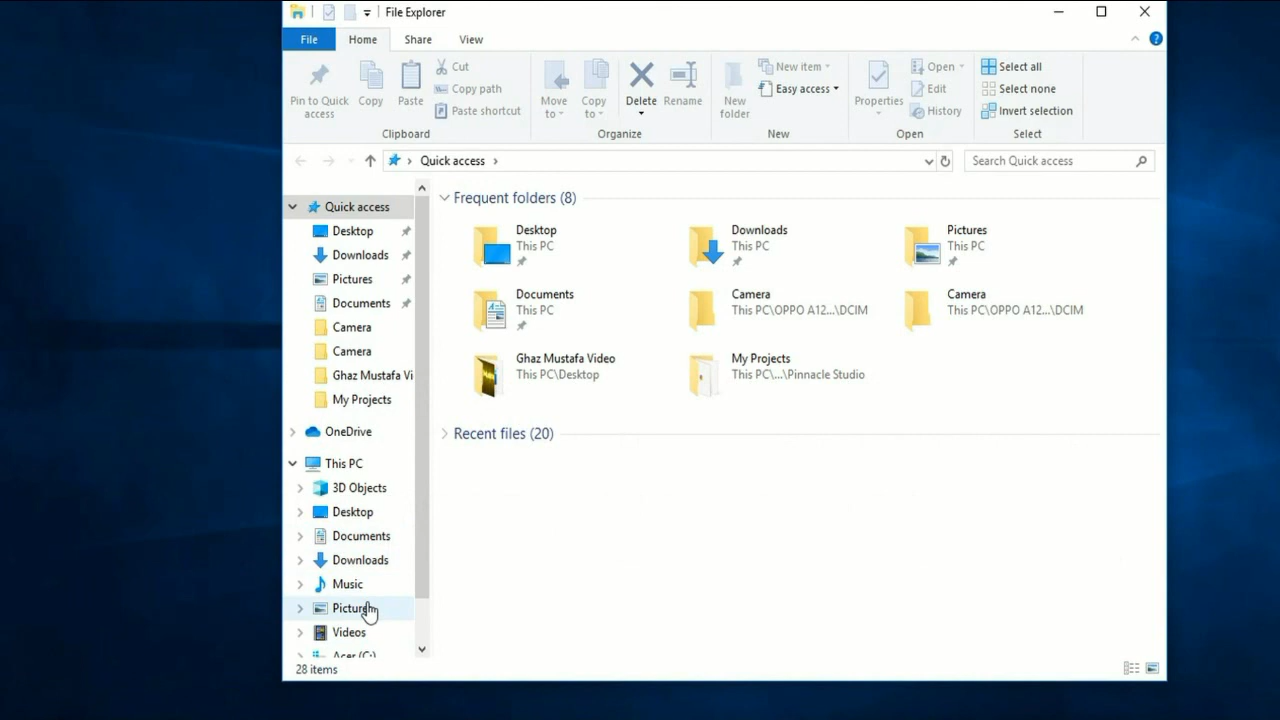 File Explorer
File Home Share View
Pin to Quick access
Copy
Paste
Cut
Copy path
Paste shortcut
Clipboard
Move to
Copy to
Delete
Rename
Organize
New folder
New item
Easy access
New
Properties
Open
Edit
History
Open
Select all
Select none
Invert selection
Select
Quick access
Search Quick access
Quick access
Desktop
Downloads
Pictures
Documents
Camera
Camera
Ghaz Mustafa Vi
My Projects
OneDrive
This PC
3D Objects
Desktop
Documents
Downloads
Music
Pictures
Videos
Acer (C:)
Frequent folders (8)
Desktop
This PC
Downloads
This PC
Pictures
This PC
Documents
This PC
Camera
This PC\OPPO A12...\DCIM
Camera
This PC\OPPO A12...\DCIM
Ghaz Mustafa Video
This PC\Desktop
My Projects
This PC\...\Pinnacle Studio
Recent files (20)
28 items